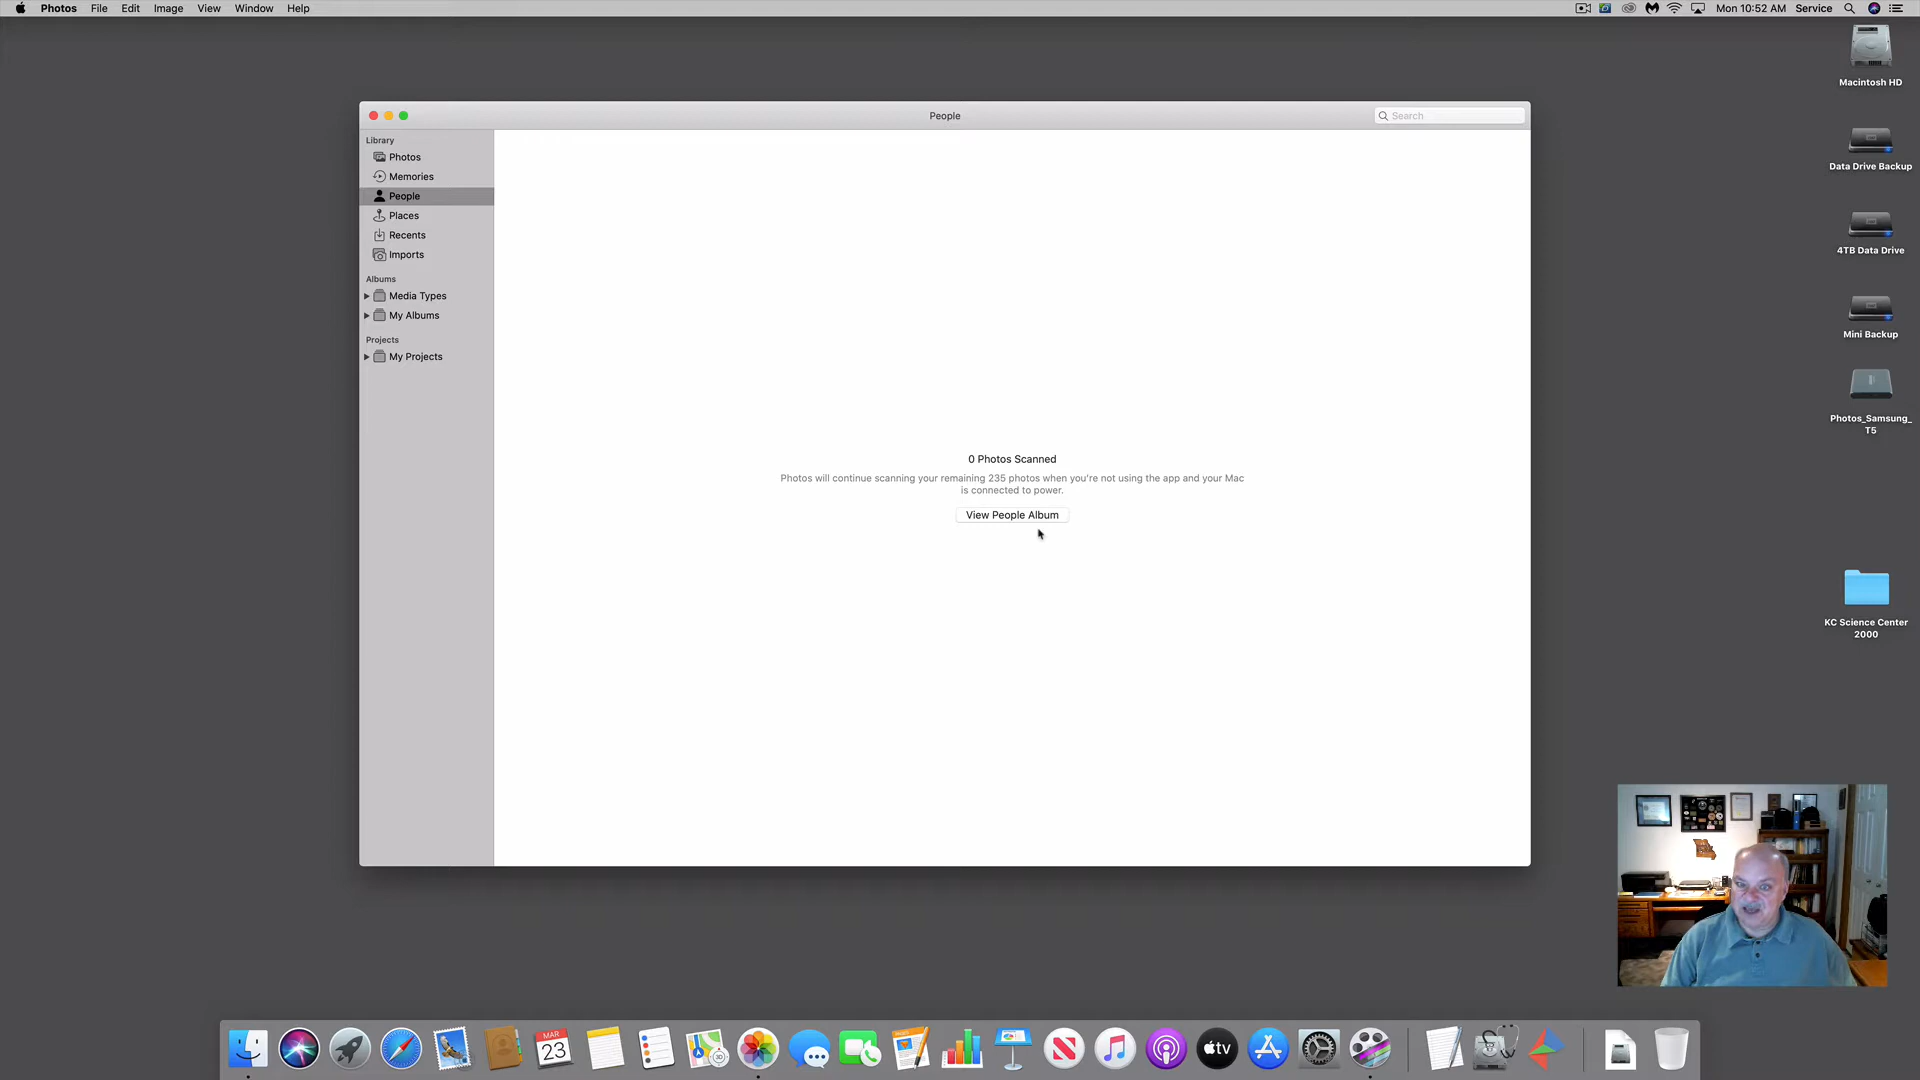 Photos File Edit Image View Window Help
Mon 10:52 AM Service
People
Search
Library
Photos
Memories
People
Places
Recents
Imports
Albums
Media Types
My Albums
Projects
My Projects
0 Photos Scanned
Photos will continue scanning your remaining 235 photos when you're not using the app and your Mac
is connected to power.
View People Album
Macintosh HD
Data Drive Backup
4TB Data Drive
Mini Backup
Photos_Samsung_
T5
KC Science Center
2000
MAR
23
tv